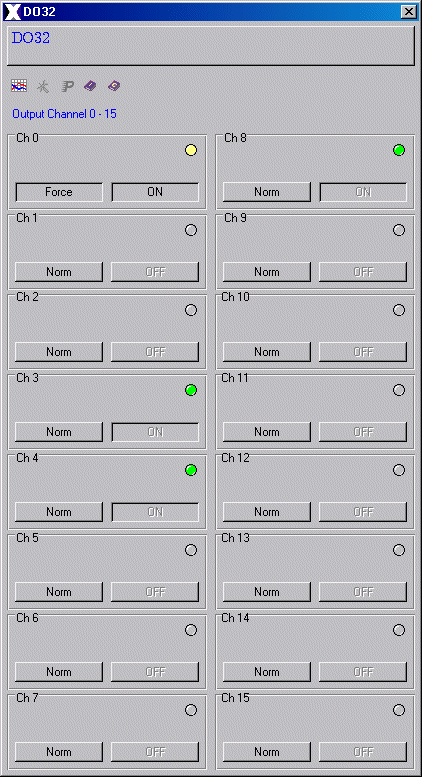 DO32
DO32
Output Channel 0 - 15
Ch 0
Force ON
Ch 1
Norm OFF
Ch 2
Norm OFF
Ch 3
Norm ON
Ch 4
Norm ON
Ch 5
Norm OFF
Ch 6
Norm OFF
Ch 7
Norm OFF
Ch 8
Norm ON
Ch 9
Norm OFF
Ch 10
Norm OFF
Ch 11
Norm OFF
Ch 12
Norm OFF
Ch 13
Norm OFF
Ch 14
Norm OFF
Ch 15
Norm OFF